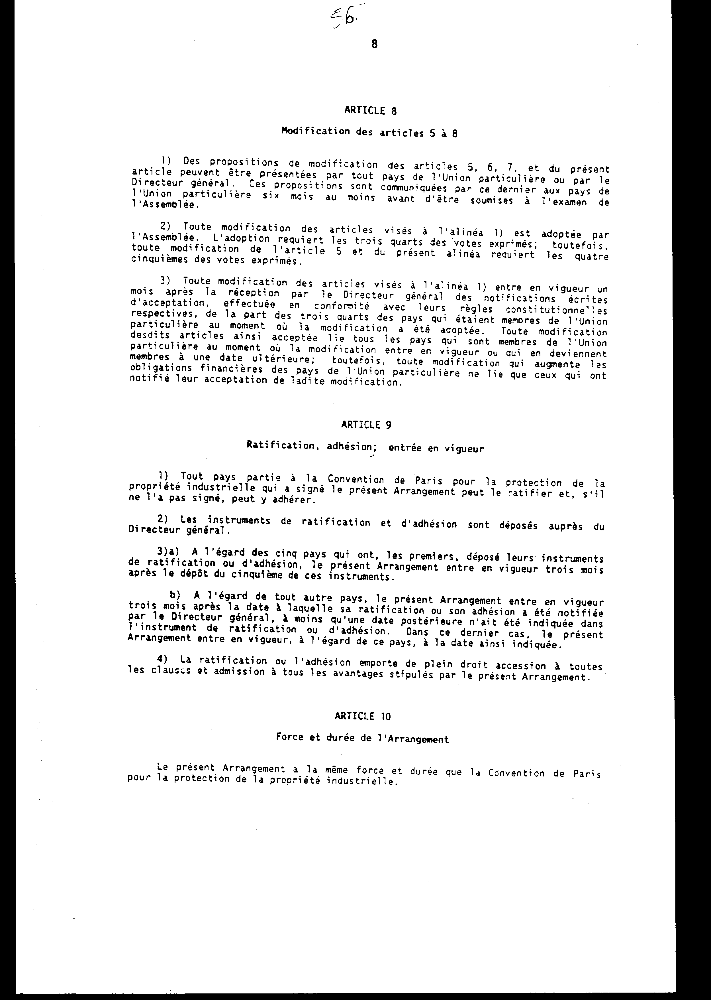 56
8
ARTICLE 8
Modification des articles 5 à 8
1) Des propositions de modification des articles 5, 6, 7, et du présent
article peuvent être présentées par tout pays de l'Union particulière ou par le
Directeur général. Ces propositions sont communiquées par ce dernier aux pays de
l'Union particulière six mois au moins avant d'être soumises à l'examen de
l'Assemblée.
2) Toute modification des articles visés à l'alinéa 1) est adoptée par
l'Assemblée. L'adoption requiert les trois quarts des votes exprimés; toutefois,
toute modification de l'article 5 et du présent alinéa requiert les quatre
cinquièmes des votes exprimés.
3) Toute modification des articles visés à l'alinéa 1) entre en vigueur un
mois après la réception par le Directeur général des notifications écrites
d'acceptation, effectuée en conformité avec leurs règles constitutionnelles
respectives, de la part des trois quarts des pays qui étaient membres de l'Union
particulière au moment où la modification a été adoptée. Toute modification
desdits articles ainsi acceptée lie tous les pays qui sont membres de l'Union
particulière au moment où la modification entre en vigueur ou qui en deviennent
membres à une date ultérieure; toutefois, toute modification qui augmente les
obligations financières des pays de l'Union particulière ne lie que ceux qui ont
notifié leur acceptation de ladite modification.
ARTICLE 9
Ratification, adhésion; entrée en vigueur
1) Tout pays partie à la Convention de Paris pour la protection de la
propriété industrielle qui a signé le présent Arrangement peut le ratifier et, s'il
ne l'a pas signé, peut y adhérer.
2) Les instruments de ratification et d'adhésion sont déposés auprès du
Directeur général.
3)a) A l'égard des cinq pays qui ont, les premiers, déposé leurs instruments
de ratification ou d'adhésion, le présent Arrangement entre en vigueur trois mois
après le dépôt du cinquième de ces instruments.
b) A l'égard de tout autre pays, le présent Arrangement entre en vigueur
trois mois après la date à laquelle sa ratification ou son adhésion a été notifiée
par le Directeur général, à moins qu'une date postérieure n'ait été indiquée dans
l'instrument de ratification ou d'adhésion. Dans ce dernier cas, le présent
Arrangement entre en vigueur, à l'égard de ce pays, à la date ainsi indiquée.
4) La ratification ou l'adhésion emporte de plein droit accession à toutes
les clauses et admission à tous les avantages stipulés par le présent Arrangement.
ARTICLE 10
Force et durée de l'Arrangement
Le présent Arrangement a la même force et durée que la Convention de Paris
pour la protection de la propriété industrielle.